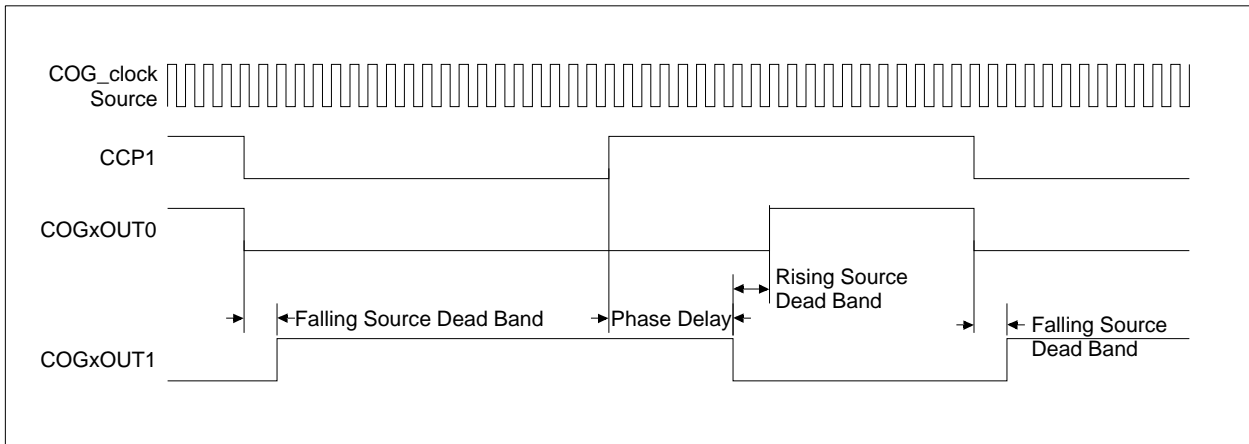 COG_clock
Source
CCP1
COGxOUT0
Rising Source
Dead Band
Falling Source Dead Band
Phase Delay
Falling Source
Dead Band
COGxOUT1